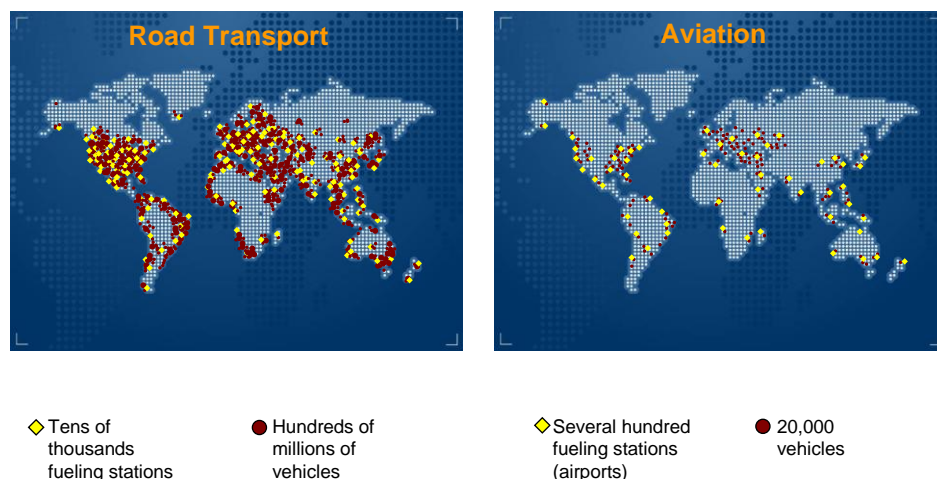 Road Transport
Aviation
Tens of
thousands
fueling stations
Hundreds of
millions of
vehicles
Several hundred
fueling stations
(airports)
20,000
vehicles